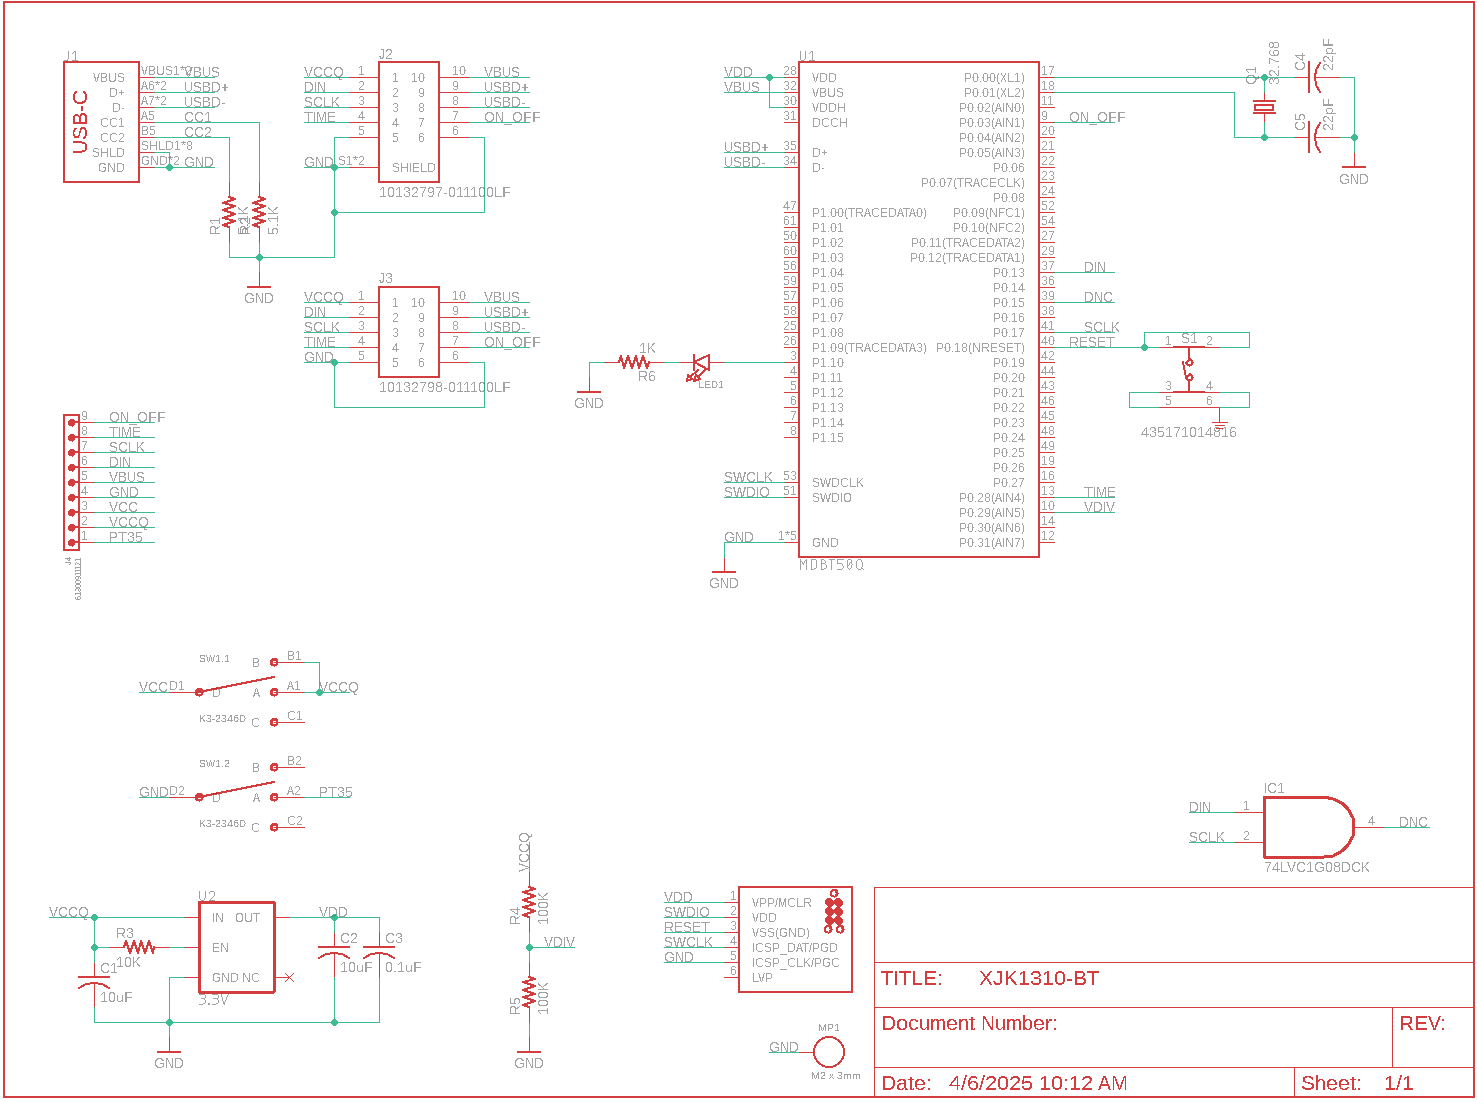 J1
USB-C
VBUS VBUS1*2 VBUS
D+ A6*2 USBD+
D- A7*2 USBD-
CC1 A5 CC1
CC2 B5 CC2
SHLD SHLD1*8
GND GND*2 GND
R1
5.1K
GND
J2
VCCQ 1 1 10 10 VBUS
DIN 2 2 9 9 USBD+
SCLK 3 3 8 8 USBD-
TIME 4 4 7 7 ON_OFF
5 5 6 6
GND S1*2 SHIELD
10132797-011100LF
J3
VCCQ 1 1 10 10 VBUS
DIN 2 2 9 9 USBD+
SCLK 3 3 8 8 USBD-
TIME 4 4 7 7 ON_OFF
GND 5 5 6 6
10132798-011100LF
9 ON_OFF
8 TIME
7 SCLK
6 DIN
5 VBUS
4 GND
3 VCC
2 VCCQ
1 PT35
J4
61300911121
U1
VDD 28 VDD P0.00(XL1) 17
VBUS 32 VBUS P0.01(XL2) 18
30 VDDH P0.02(AIN0) 11
31 DCCH P0.03(AIN1) 9 ON_OFF
P0.04(AIN2) 20
USBD+ 35 D+ P0.05(AIN3) 21
USBD- 34 D- P0.06 22
P0.07(TRACECLK) 23
P0.08 24
47 P1.00(TRACEDATA0) P0.09(NFC1) 52
61 P1.01 P0.10(NFC2) 54
50 P1.02 P0.11(TRACEDATA2) 27
60 P1.03 P0.12(TRACEDATA1) 29
56 P1.04 P0.13 37 DIN
59 P1.05 P0.14 36
57 P1.06 P0.15 39 DNC
58 P1.07 P0.16 38
25 P1.08 P0.17 41 SCLK
26 P1.09(TRACEDATA3) P0.18(NRESET) 40 RESET
3 P1.10 P0.19 42
4 P1.11 P0.20 44
5 P1.12 P0.21 43
6 P1.13 P0.22 46
7 P1.14 P0.23 45
8 P1.15 P0.24 48
P0.25 49
P0.26 19
SWCLK 53 SWDCLK P0.27 16
SWDIO 51 SWDIO P0.28(AIN4) 13 TIME
P0.29(AIN5) 10 VDIV
P0.30(AIN6) 14
GND 1*5 GND P0.31(AIN7) 12
MDBT50Q
GND
1K
R6
LED1
GND
Q1
32.768
C4
22pF
C5
22pF
GND
1 S1 2
3 4
5 6
435171014816
SW1.1 B B1
VCC D1 D A A1 VCCQ
K3-2346D C C1
SW1.2 B B2
GND D2 D A A2 PT35
K3-2346D C C2
U2
VCCQ IN OUT VDD
R3
10K
EN
C1
10uF
GND NC
3.3V
C2
10uF
C3
0.1uF
GND
VCCQ
R4
100K
VDIV
R5
100K
GND
VDD 1 VPP/MCLR
SWDIO 2 VDD
RESET 3 VSS(GND)
SWCLK 4 ICSP_DAT/PGD
GND 5 ICSP_CLK/PGC
6 LVP
MP1
GND
M2 x 3mm
IC1
DIN 1
SCLK 2
4 DNC
74LVC1G08DCK
TITLE: XJK1310-BT
Document Number:
REV:
Date: 4/6/2025 10:12 AM
Sheet: 1/1